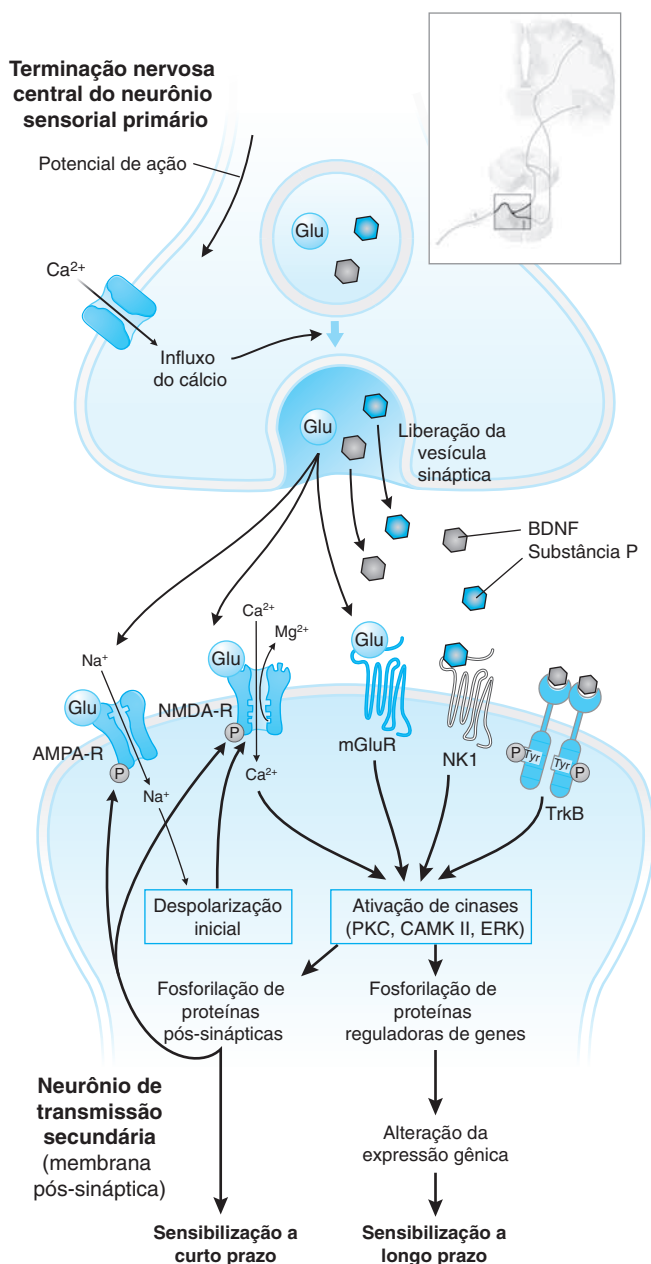 Terminação nervosa
central do neurônio
sensorial primário
Potencial de ação
Glu
Ca2+
Influxo
do cálcio
Glu
Liberação da
vesícula
sináptica
BDNF
Substância P
Ca2+
Mg2+
Glu
Na+
Glu
NMDA-R
Glu
AMPA-R
P
P
mGluR
NK1
P
Tyr
Tyr
P
TrkB
Ca2+
Na+
Despolarização
inicial
Ativação de cinases
(PKC, CAMK II, ERK)
Fosforilação de
proteínas
pós-sinápticas
Fosforilação de
proteínas
reguladoras de genes
Neurônio de
transmissão
secundária
(membrana
pós-sináptica)
Alteração da
expressão gênica
Sensibilização a
curto prazo
Sensibilização a
longo prazo